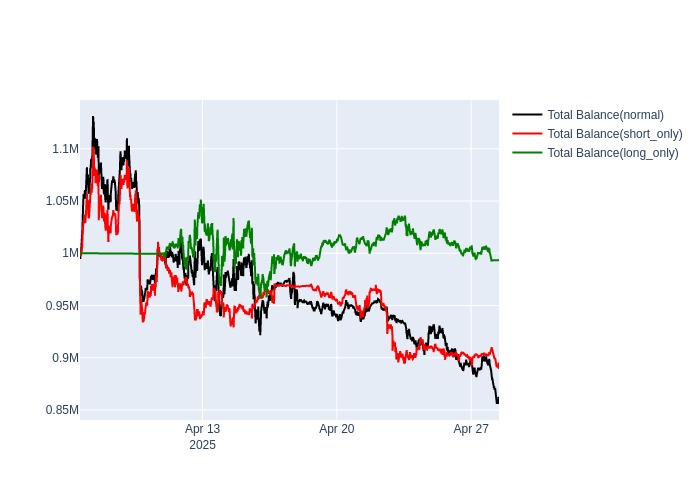 1.1M
1.05M
1M
0.95M
0.9M
0.85M
Apr 13
2025
Apr 20
Apr 27
Total Balance(normal)
Total Balance(short_only)
Total Balance(long_only)